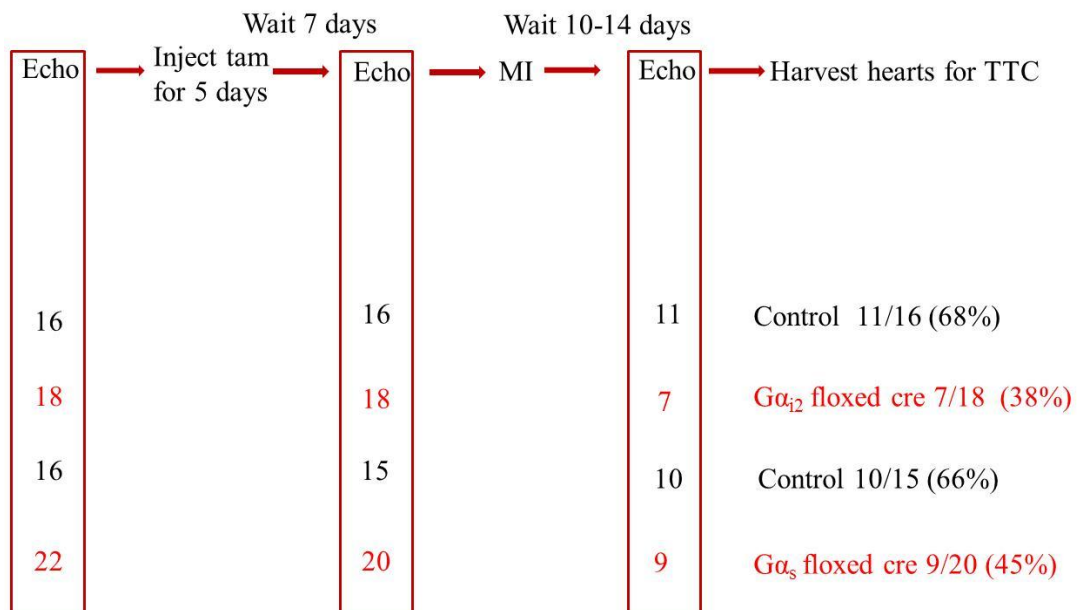 Wait 7 days Wait 10-14 days
Echo Inject tam for 5 days Echo MI Echo Harvest hearts for TTC
16 16 11 Control 11/16 (68%)
18 18 7 Gαi2 floxed cre 7/18 (38%)
16 15 10 Control 10/15 (66%)
22 20 9 Gαs floxed cre 9/20 (45%)